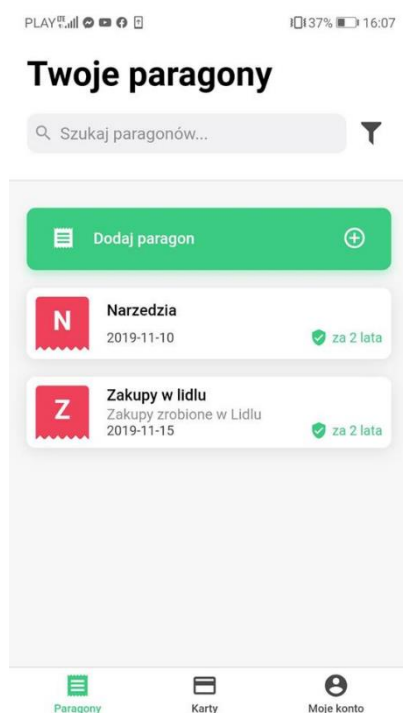 PLAY 37% 16:07
Twoje paragony
Szukaj paragonów...
Dodaj paragon
N
Narzedzia
2019-11-10
za 2 lata
Z
Zakupy w lidlu
Zakupy zrobione w Lidlu
2019-11-15
za 2 lata
Paragony Karty Moje konto